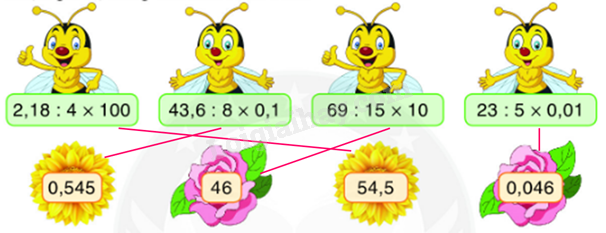 2,18 : 4 × 100
43,6 : 8 × 0,1
69 : 15 × 10
23 : 5 × 0,01
0,545
46
54,5
0,046